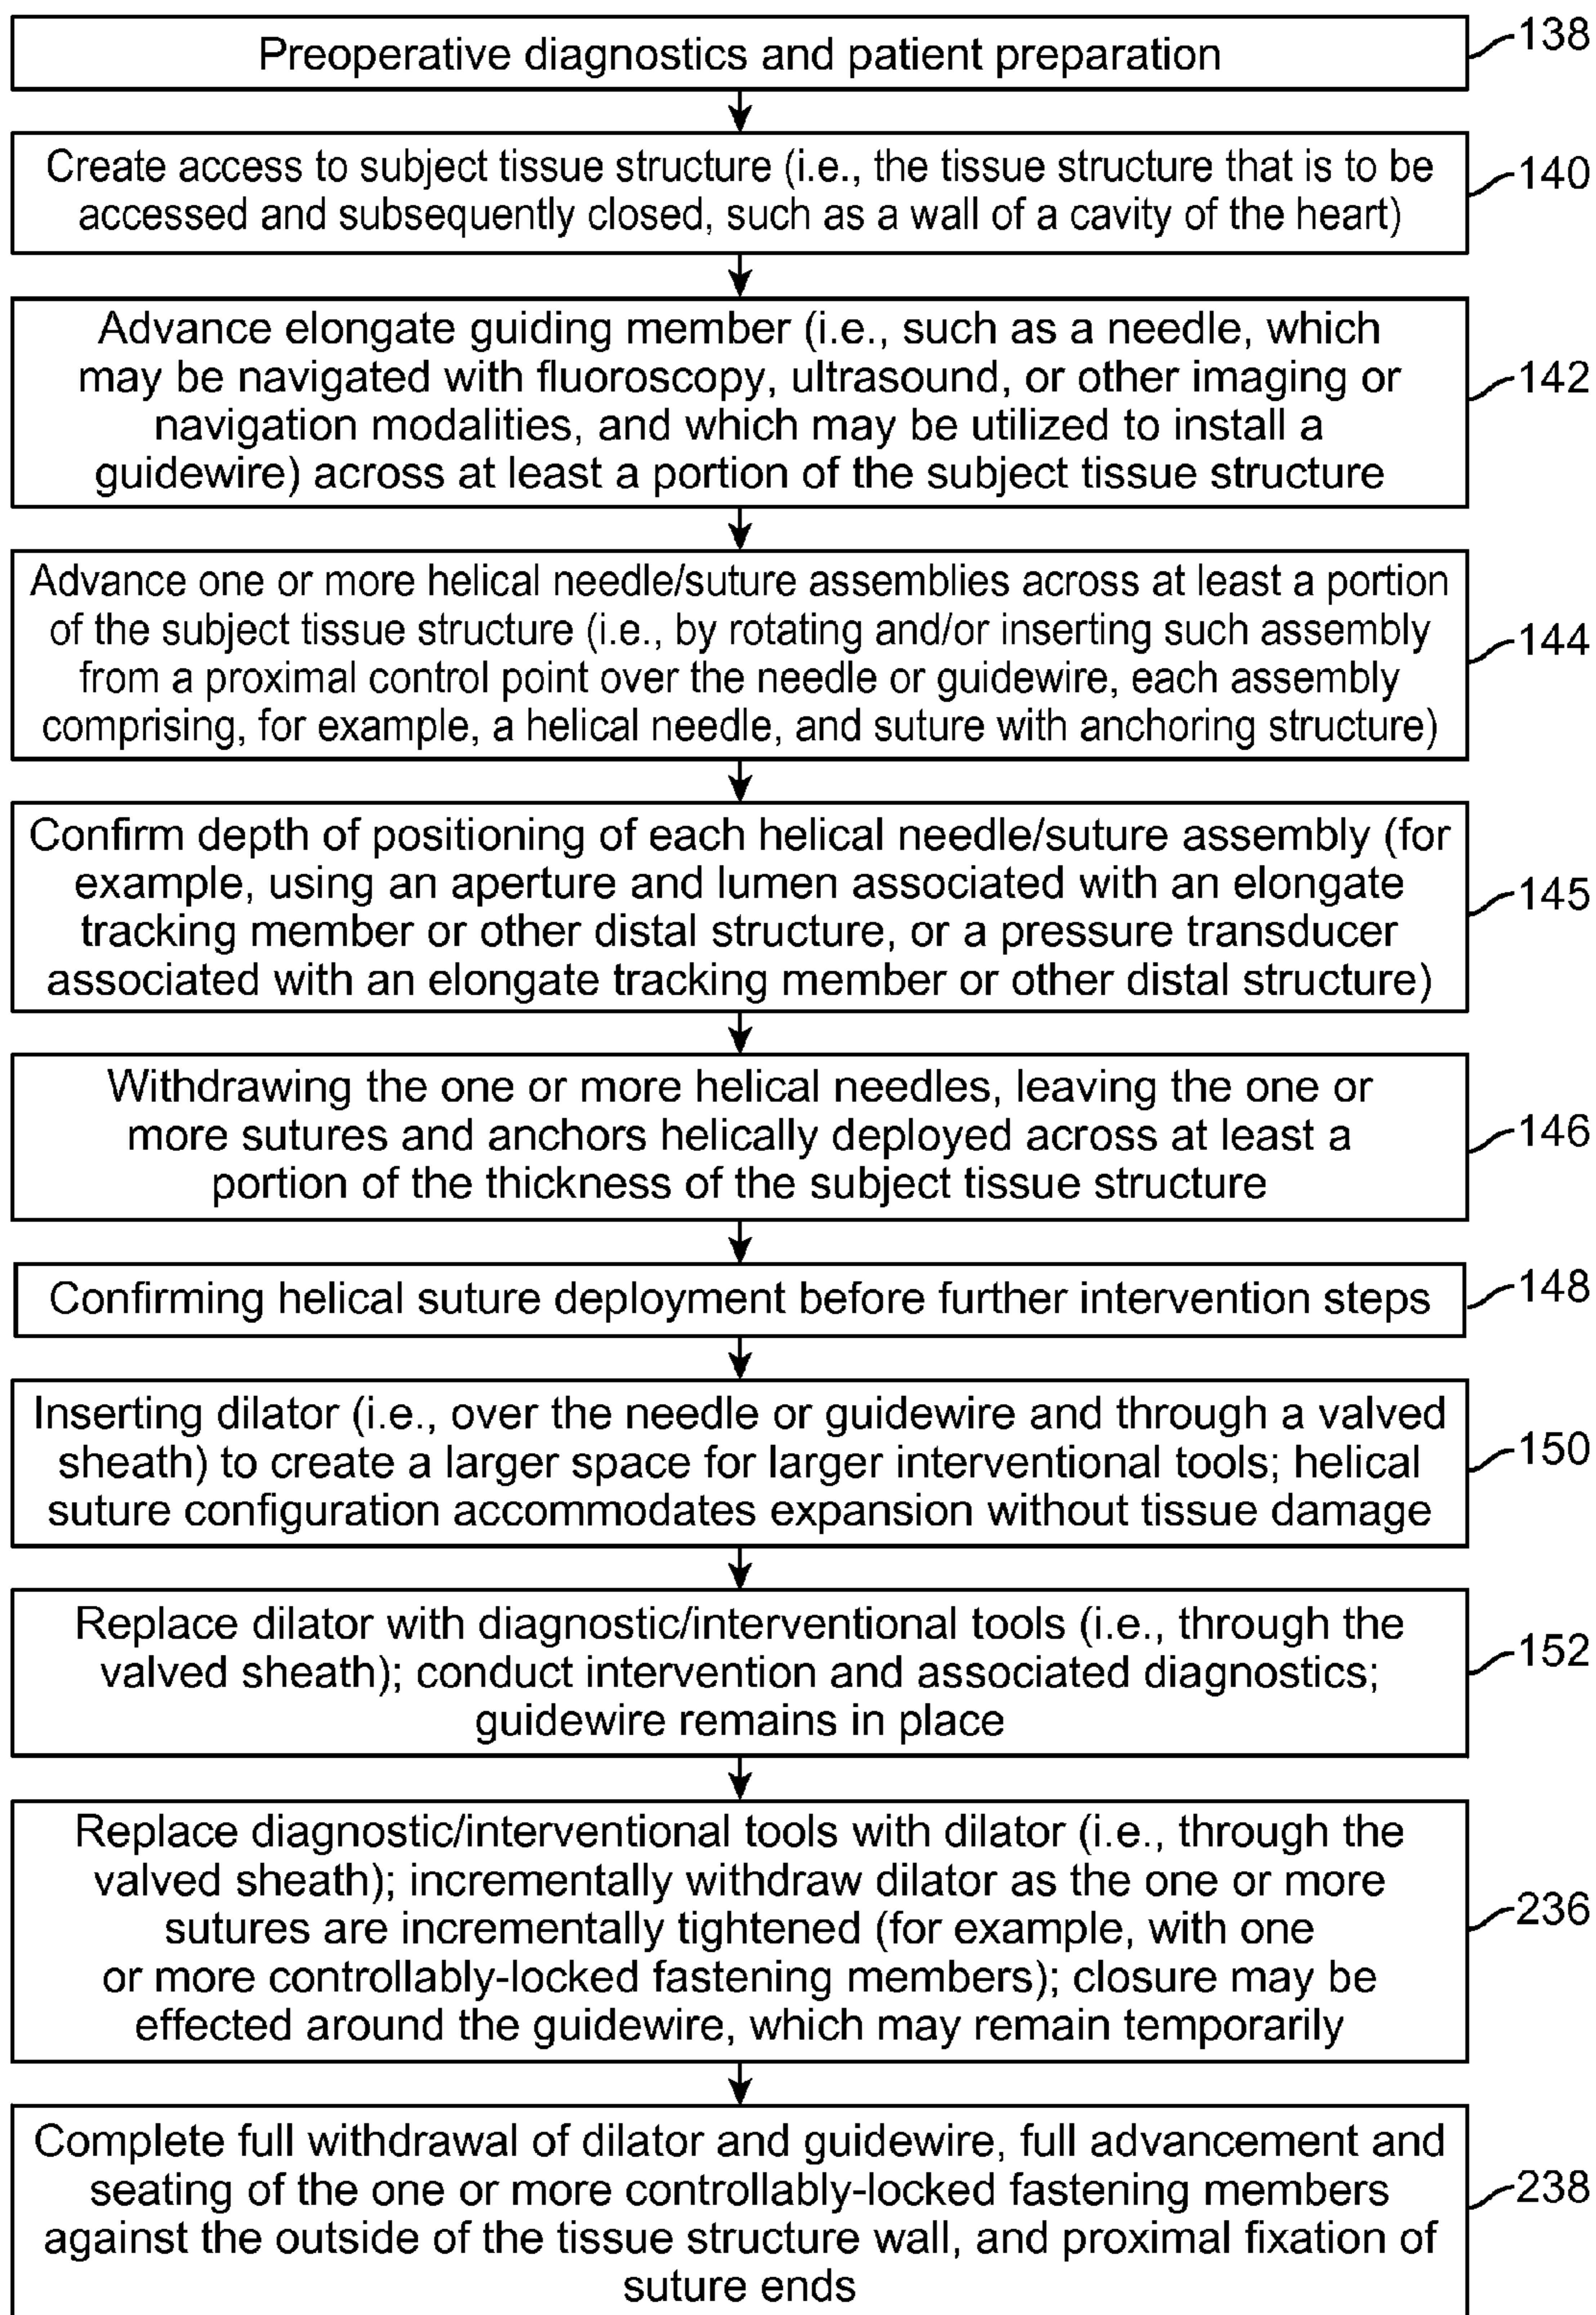 Preoperative diagnostics and patient preparation
138
Create access to subject tissue structure (i.e., the tissue structure that is to be
accessed and subsequently closed, such as a wall of a cavity of the heart)
140
Advance elongate guiding member (i.e., such as a needle, which
may be navigated with fluoroscopy, ultrasound, or other imaging or
navigation modalities, and which may be utilized to install a
guidewire) across at least a portion of the subject tissue structure
142
Advance one or more helical needle/suture assemblies across at least a portion
of the subject tissue structure (i.e., by rotating and/or inserting such assembly
from a proximal control point over the needle or guidewire, each assembly
comprising, for example, a helical needle, and suture with anchoring structure)
144
Confirm depth of positioning of each helical needle/suture assembly (for
example, using an aperture and lumen associated with an elongate
tracking member or other distal structure, or a pressure transducer
associated with an elongate tracking member or other distal structure)
145
Withdrawing the one or more helical needles, leaving the one or
more sutures and anchors helically deployed across at least a
portion of the thickness of the subject tissue structure
146
Confirming helical suture deployment before further intervention steps
148
Inserting dilator (i.e., over the needle or guidewire and through a valved
sheath) to create a larger space for larger interventional tools; helical
suture configuration accommodates expansion without tissue damage
150
Replace dilator with diagnostic/interventional tools (i.e., through the
valved sheath); conduct intervention and associated diagnostics;
guidewire remains in place
152
Replace diagnostic/interventional tools with dilator (i.e., through the
valved sheath); incrementally withdraw dilator as the one or more
sutures are incrementally tightened (for example, with one
or more controllably-locked fastening members); closure may be
effected around the guidewire, which may remain temporarily
236
Complete full withdrawal of dilator and guidewire, full advancement and
seating of the one or more controllably-locked fastening members
against the outside of the tissue structure wall, and proximal fixation of
suture ends
238